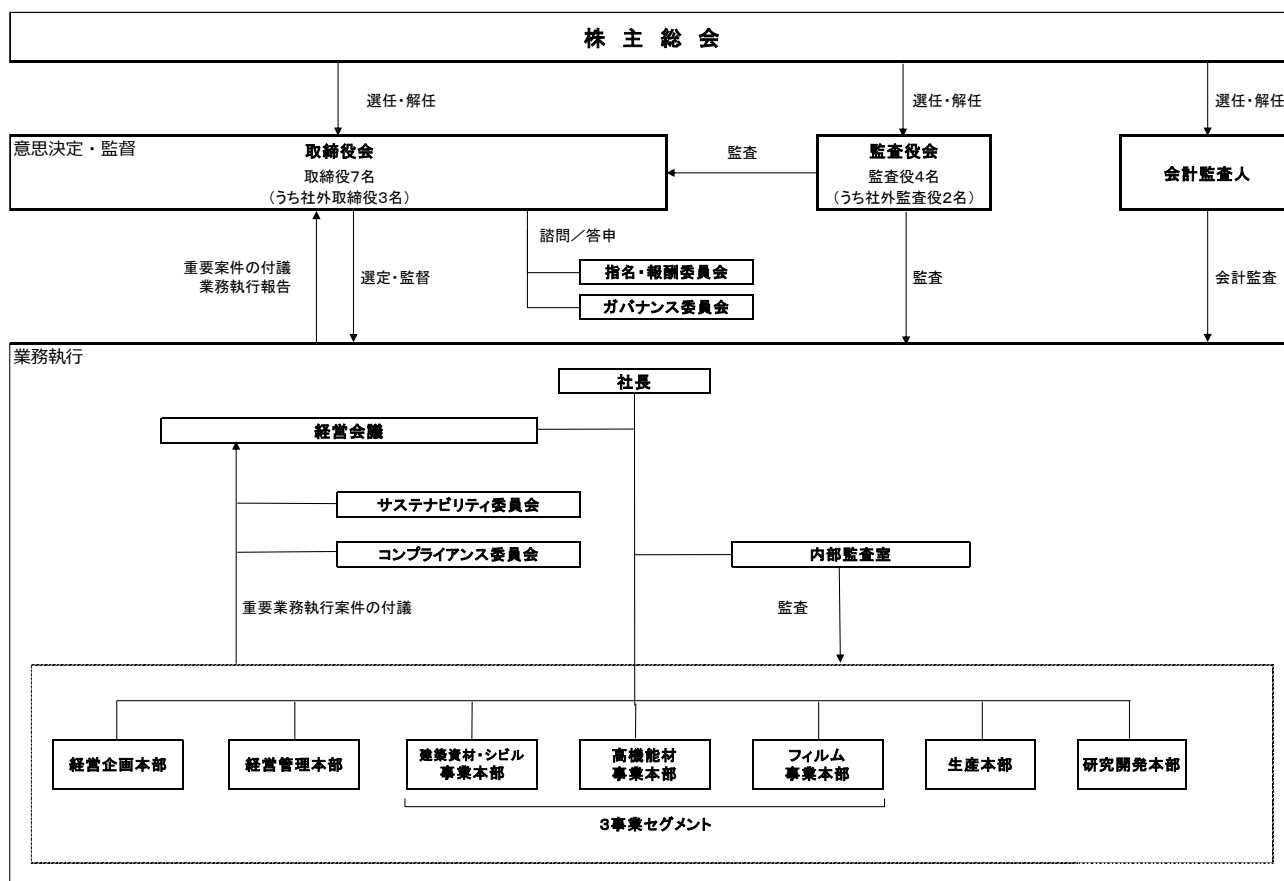 株主総会
選任・解任
選任・解任
選任・解任
意思決定・監督
取締役会
取締役7名
（うち社外取締役3名）
監査
監査役会
監査役4名
（うち社外監査役2名）
会計監査人
重要案件の付議
業務執行報告
選定・監督
諮問／答申
指名・報酬委員会
ガバナンス委員会
監査
会計監査
業務執行
社長
経営会議
サステナビリティ委員会
コンプライアンス委員会
内部監査室
重要業務執行案件の付議
監査
経営企画本部
経営管理本部
建築資材・シビル
事業本部
高機能材
事業本部
フィルム
事業本部
生産本部
研究開発本部
3事業セグメント